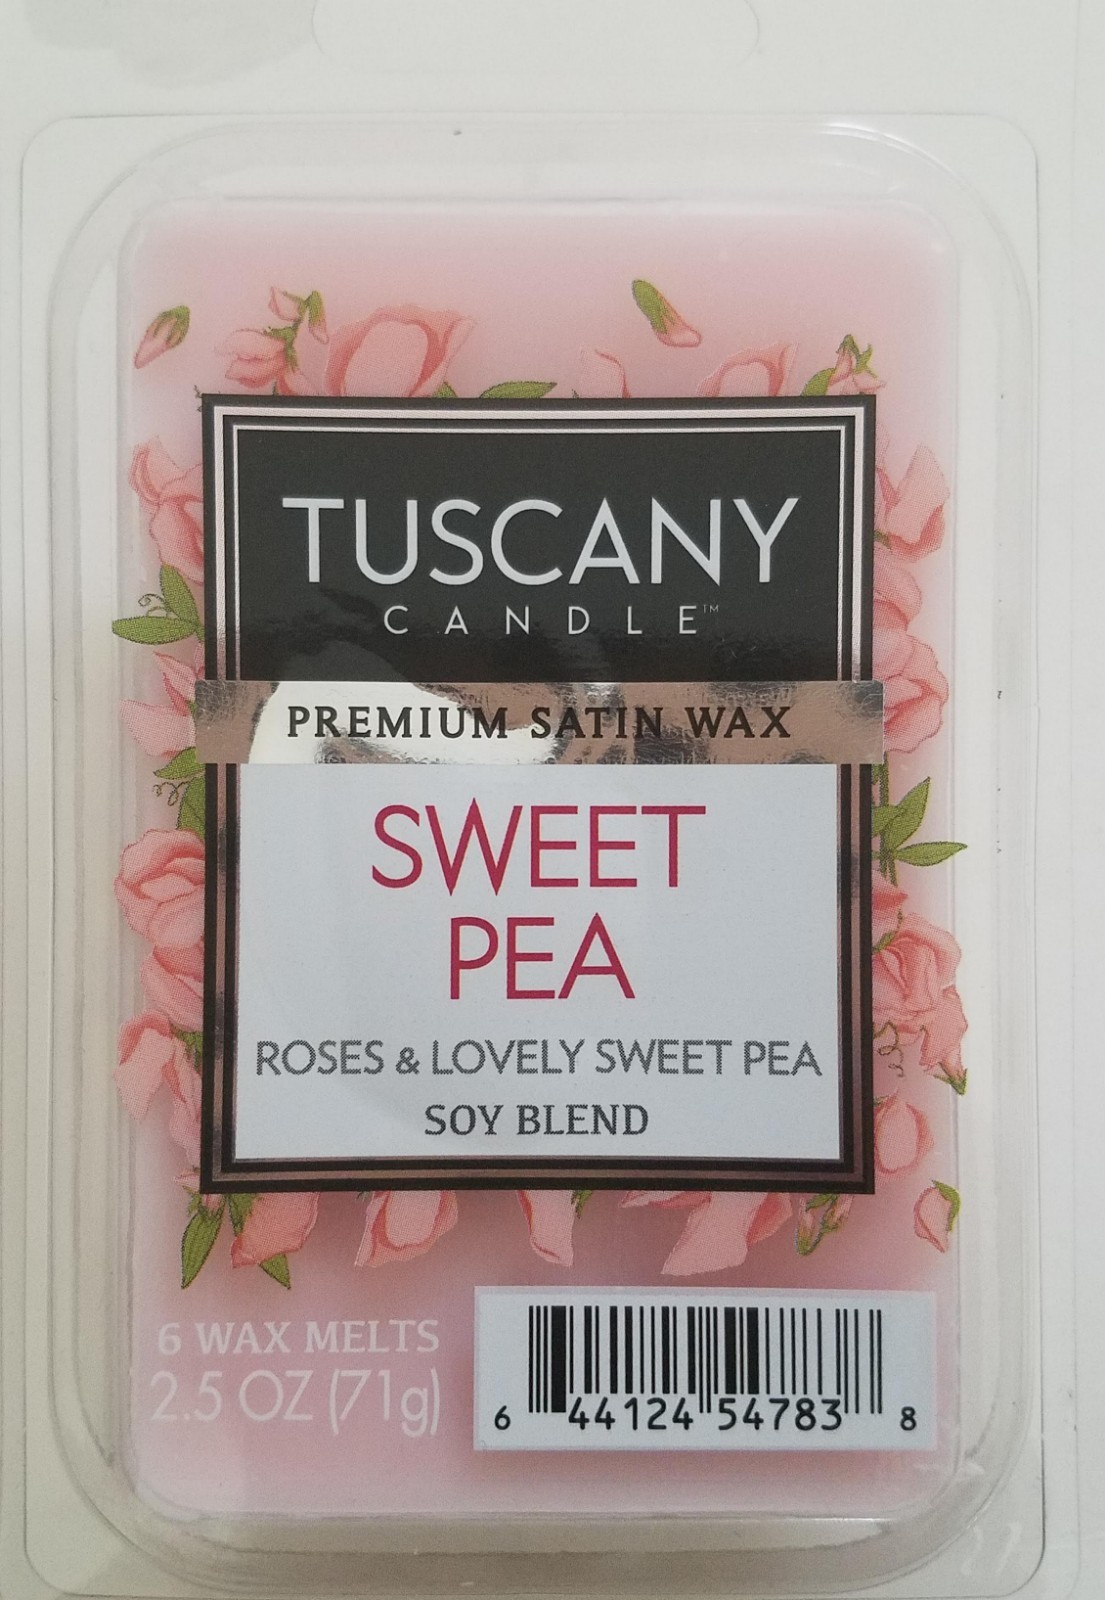 TUSCANY
CANDLE™
PREMIUM SATIN WAX
SWEET
PEA
ROSES & LOVELY SWEET PEA
SOY BLEND
6 WAX MELTS
2.5 OZ (71g)
6 44124 54783 8